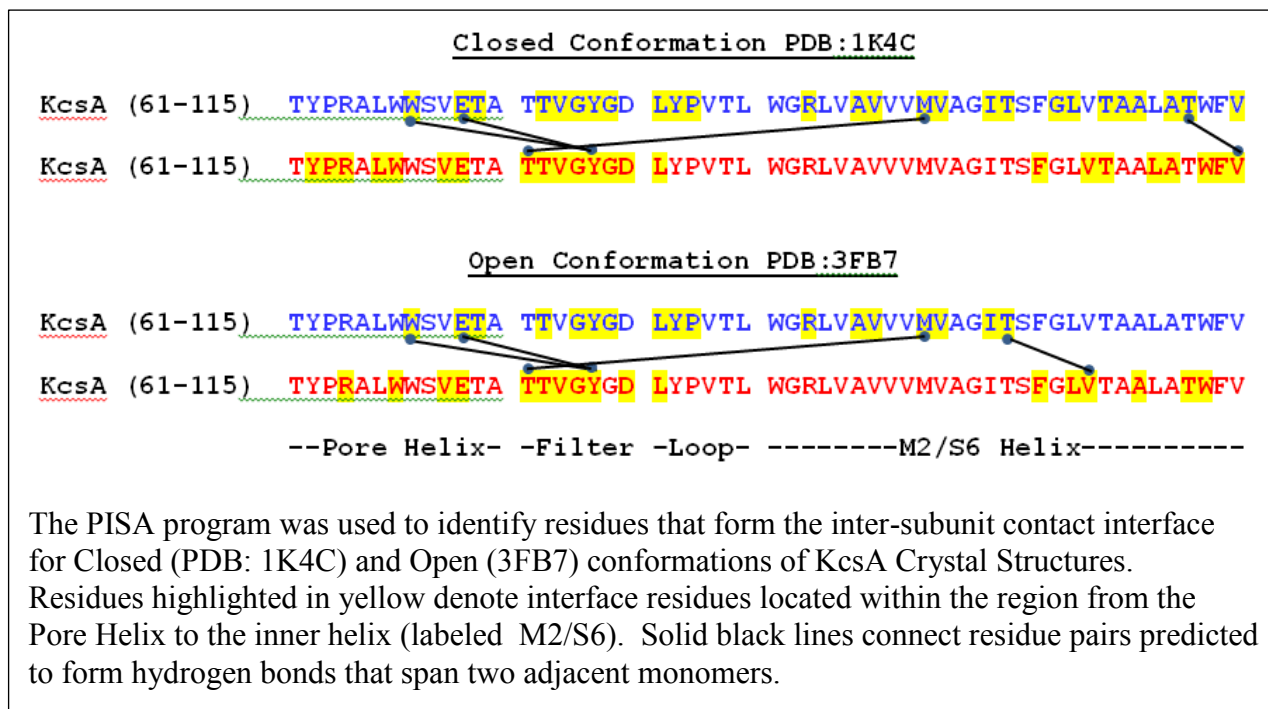 Closed Conformation PDB:1K4C
KcsA (61-115) TYPRALWWSVETA TTVGYGD LYPVTL WGRLVAVVVMVAGITSFGLVTAALATWFV
KcsA (61-115) TYPRALWWSVETA TTVGYGD LYPVTL WGRLVAVVVMVAGITSFGLVTAALATWFV
Open Conformation PDB:3FB7
KcsA (61-115) TYPRALWWSVETA TTVGYGD LYPVTL WGRLVAVVVMVAGITSFGLVTAALATWFV
KcsA (61-115) TYPRALWWSVETA TTVGYGD LYPVTL WGRLVAVVVMVAGITSFGLVTAALATWFV
--Pore Helix- -Filter -Loop- --------M2/S6 Helix----------
The PISA program was used to identify residues that form the inter-subunit contact interface
for Closed (PDB: 1K4C) and Open (3FB7) conformations of KcsA Crystal Structures.
Residues highlighted in yellow denote interface residues located within the region from the
Pore Helix to the inner helix (labeled M2/S6). Solid black lines connect residue pairs predicted
to form hydrogen bonds that span two adjacent monomers.